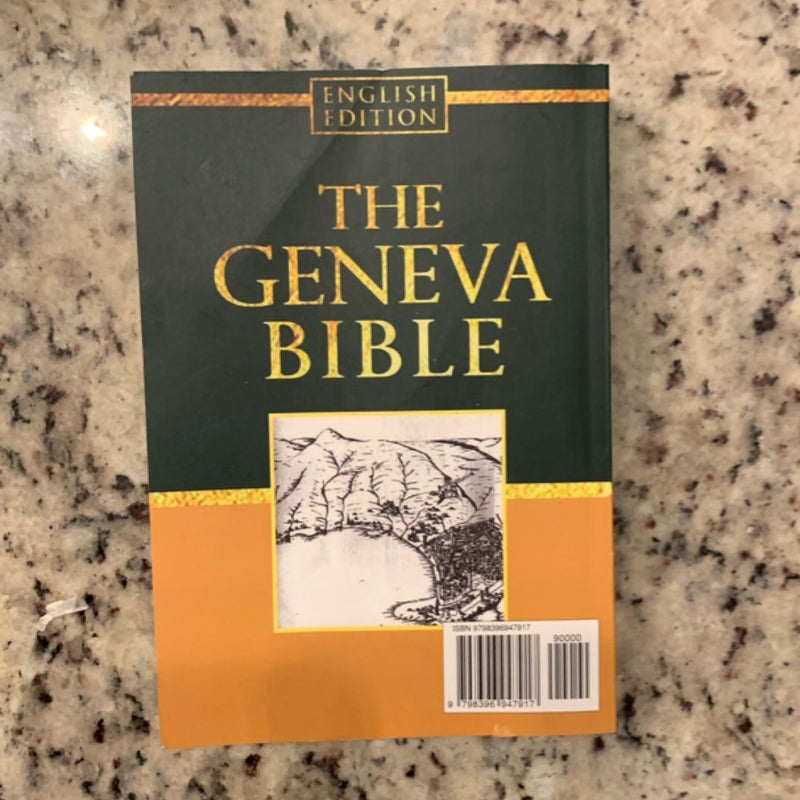 ENGLISH
EDITION
THE
GENEVA
BIBLE
ISBN 9798396947917
90000
9 798396 947917